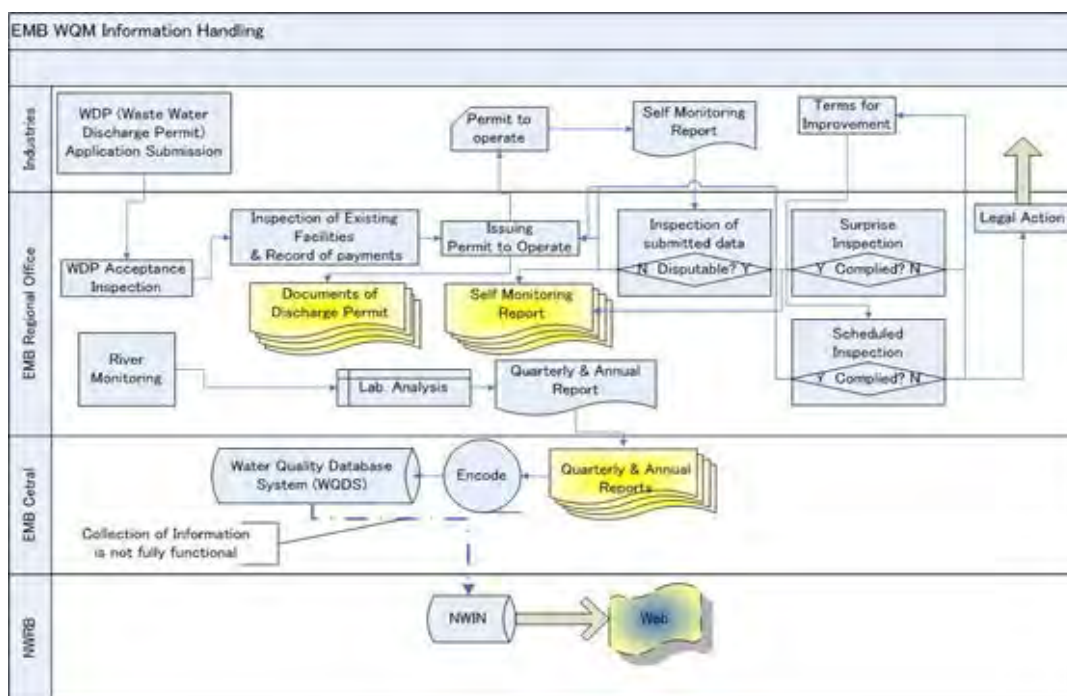 EMB WQM Information Handling
Industries
WDP (Waste Water
Discharge Permit)
Application Submission
Permit to
operate
Self Monitoring
Report
Terms for
Improvement
EMB Regional Office
WDP Acceptance
Inspection
Inspection of Existing
Facilities
& Record of payments
Issuing
Permit to Operate
Inspection of
submitted data
N Disputable? Y
Surprise
Inspection
Y Complied? N
Legal Action
Documents of
Discharge Permit
Self Monitoring
Report
Scheduled
Inspection
Y Complied? N
River
Monitoring
Lab. Analysis
Quarterly & Annual
Report
EMB Cetral
Water Quality Database
System (WQDS)
Encode
Quarterly & Annual
Reports
Collection of Information
is not fully functional
NWRB
NWIN
Web